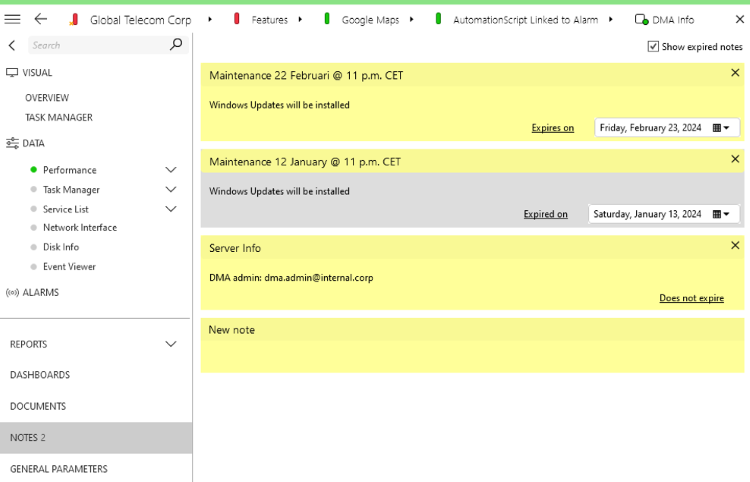 Global Telecom Corp
Features
Google Maps
AutomationScript Linked to Alarm
DMA Info
Search
Show expired notes
VISUAL
OVERVIEW
TASK MANAGER
DATA
Performance
Task Manager
Service List
Network Interface
Disk Info
Event Viewer
ALARMS
REPORTS
DASHBOARDS
DOCUMENTS
NOTES 2
GENERAL PARAMETERS
Maintenance 22 Februari @ 11 p.m. CET
Windows Updates will be installed
Expires on
Friday, February 23, 2024
Maintenance 12 January @ 11 p.m. CET
Windows Updates will be installed
Expired on
Saturday, January 13, 2024
Server Info
DMA admin: dma.admin@internal.corp
Does not expire
New note